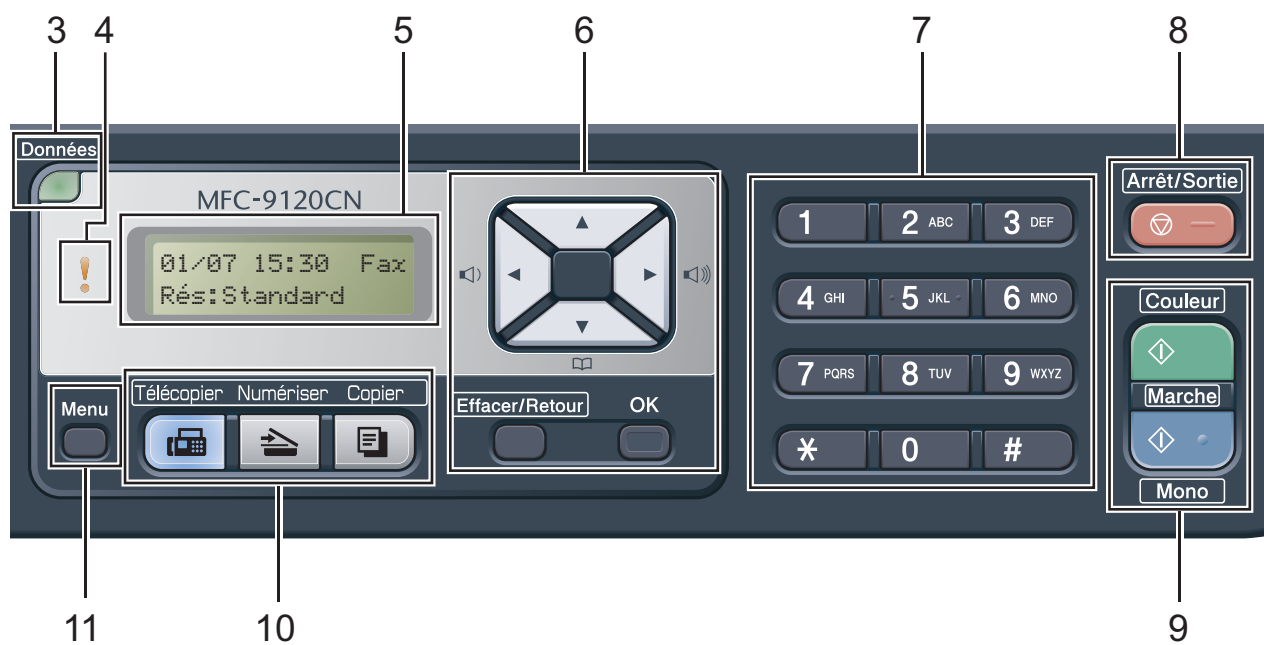 3 4 5 6 7 8
Données
MFC-9120CN
01/07 15:30 Fax
Rés:Standard
Menu
Télécopier Numériser Copier
Effacer/Retour OK
1 2 ABC 3 DEF
4 GHI 5 JKL 6 MNO
7 PQRS 8 TUV 9 WXYZ
* 0 #
Arrêt/Sortie
Couleur
Marche
Mono
11 10 9